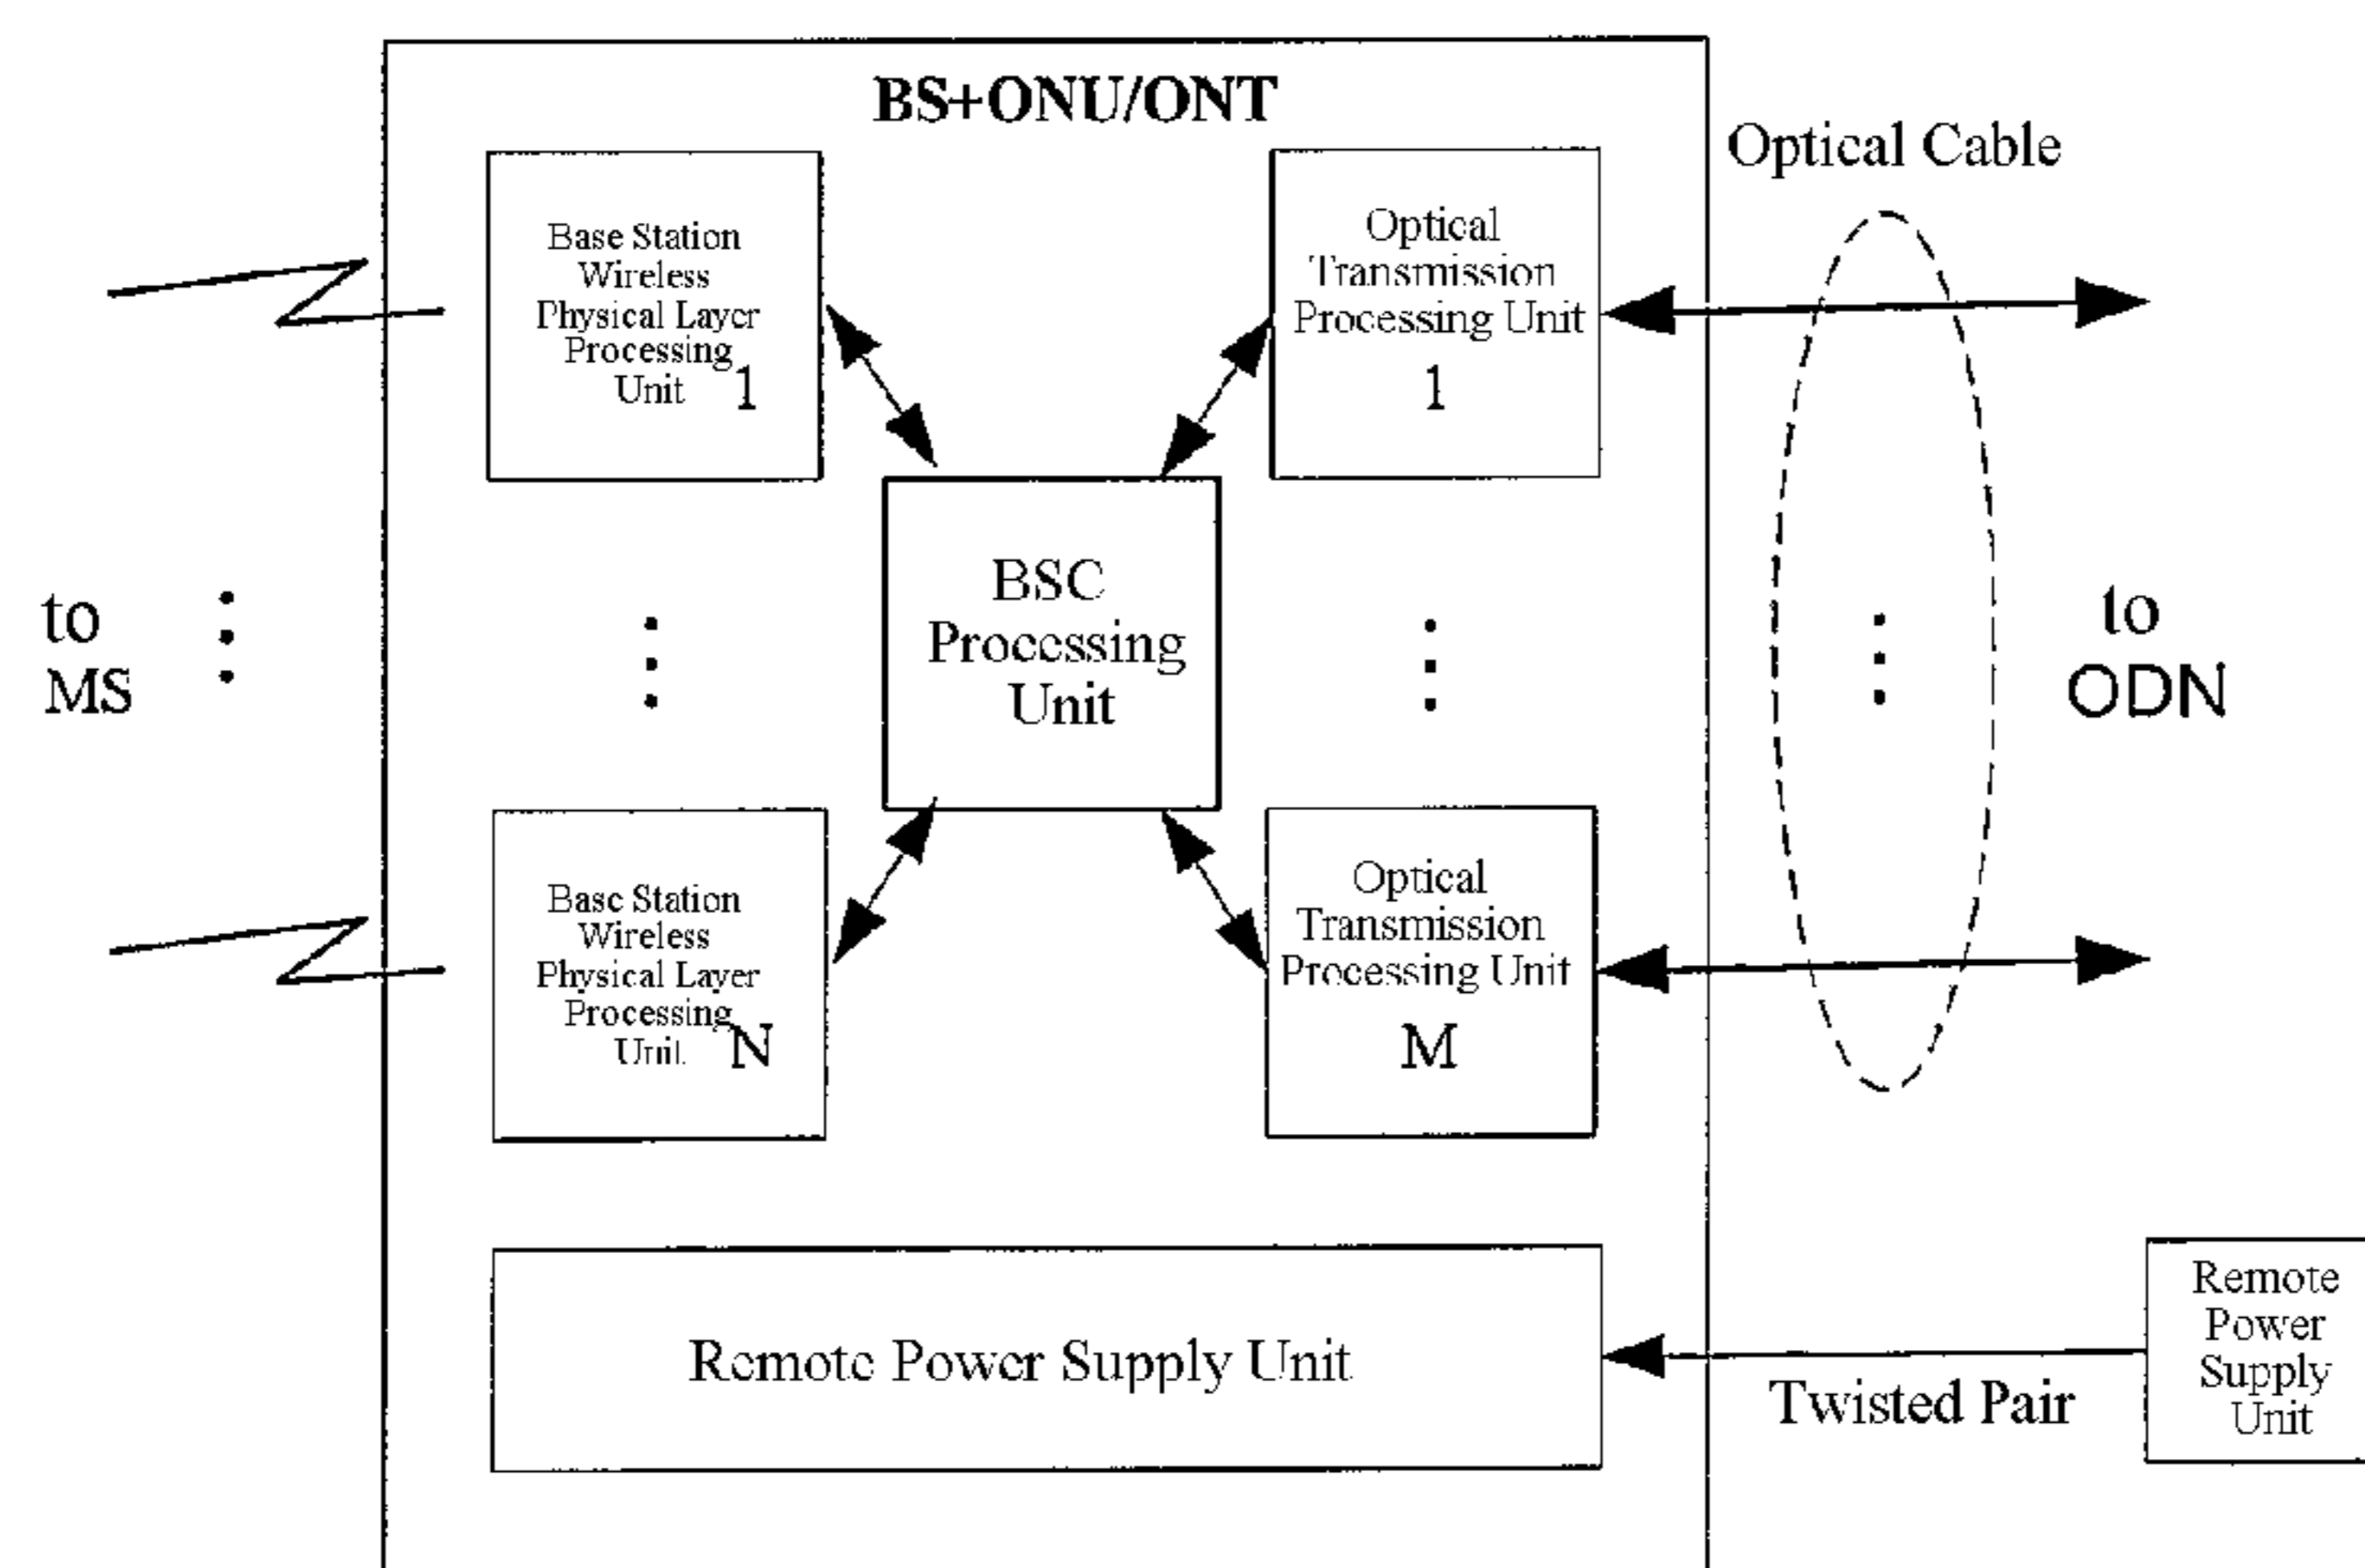 BS+ONU/ONT
Optical Cable
Base Station
Wireless
Physical Layer
Processing
Unit 1
Optical
Transmission
Processing Unit
1
BSC
Processing
Unit
to
MS
to
ODN
Base Station
Wireless
Physical Layer
Processing
Unit N
Optical
Transmission
Processing Unit
M
Remote Power Supply Unit
Twisted Pair
Remote
Power
Supply
Unit